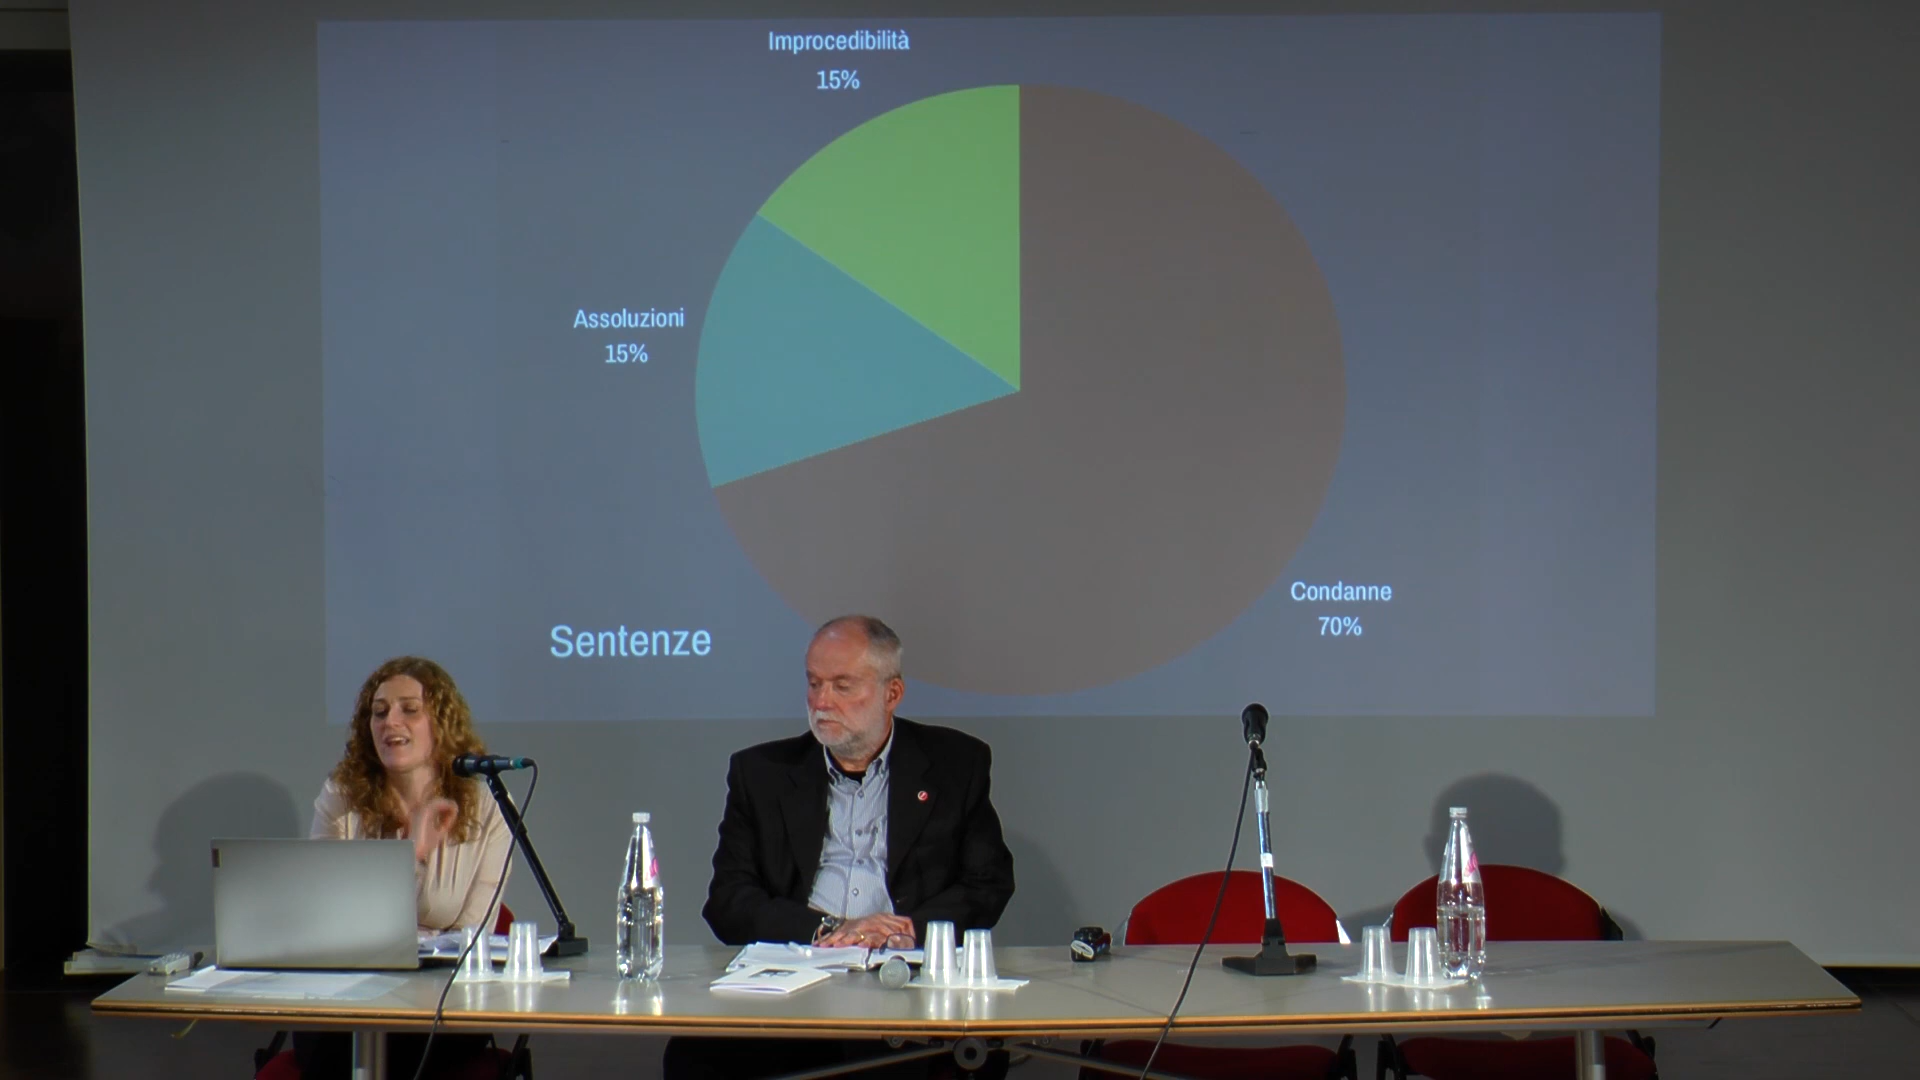 Improcedibilità
15%
Assoluzioni
15%
Condanne
70%
Sentenze